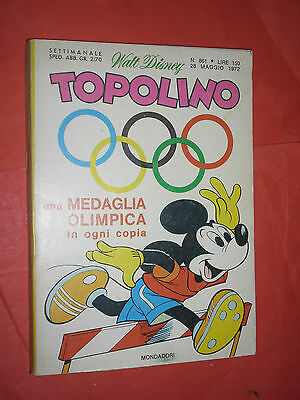 SETTIMANALE
SPED. ABB. GR. 2/70
Walt Disney
N. 861 * LIRE 150
28 MAGGIO 1972
TOPOLINO
una MEDAGLIA
OLIMPICA
in ogni copia
MONDADORI